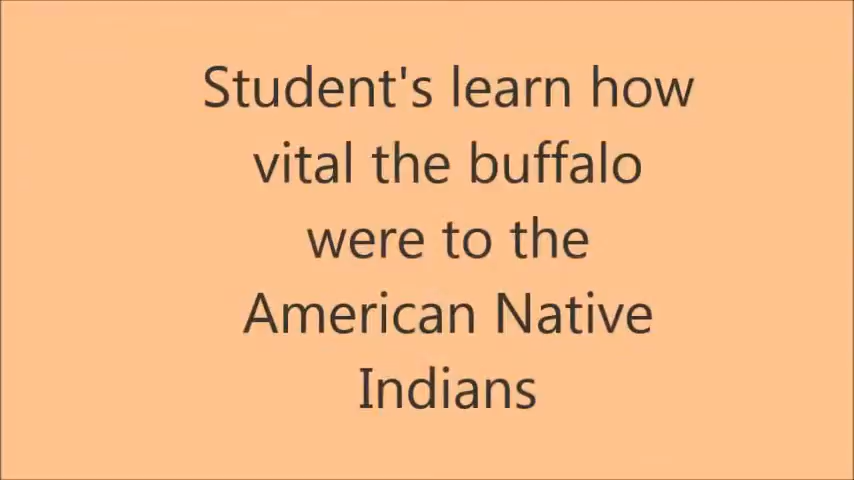 Student's learn how
vital the buffalo
were to the
American Native
Indians